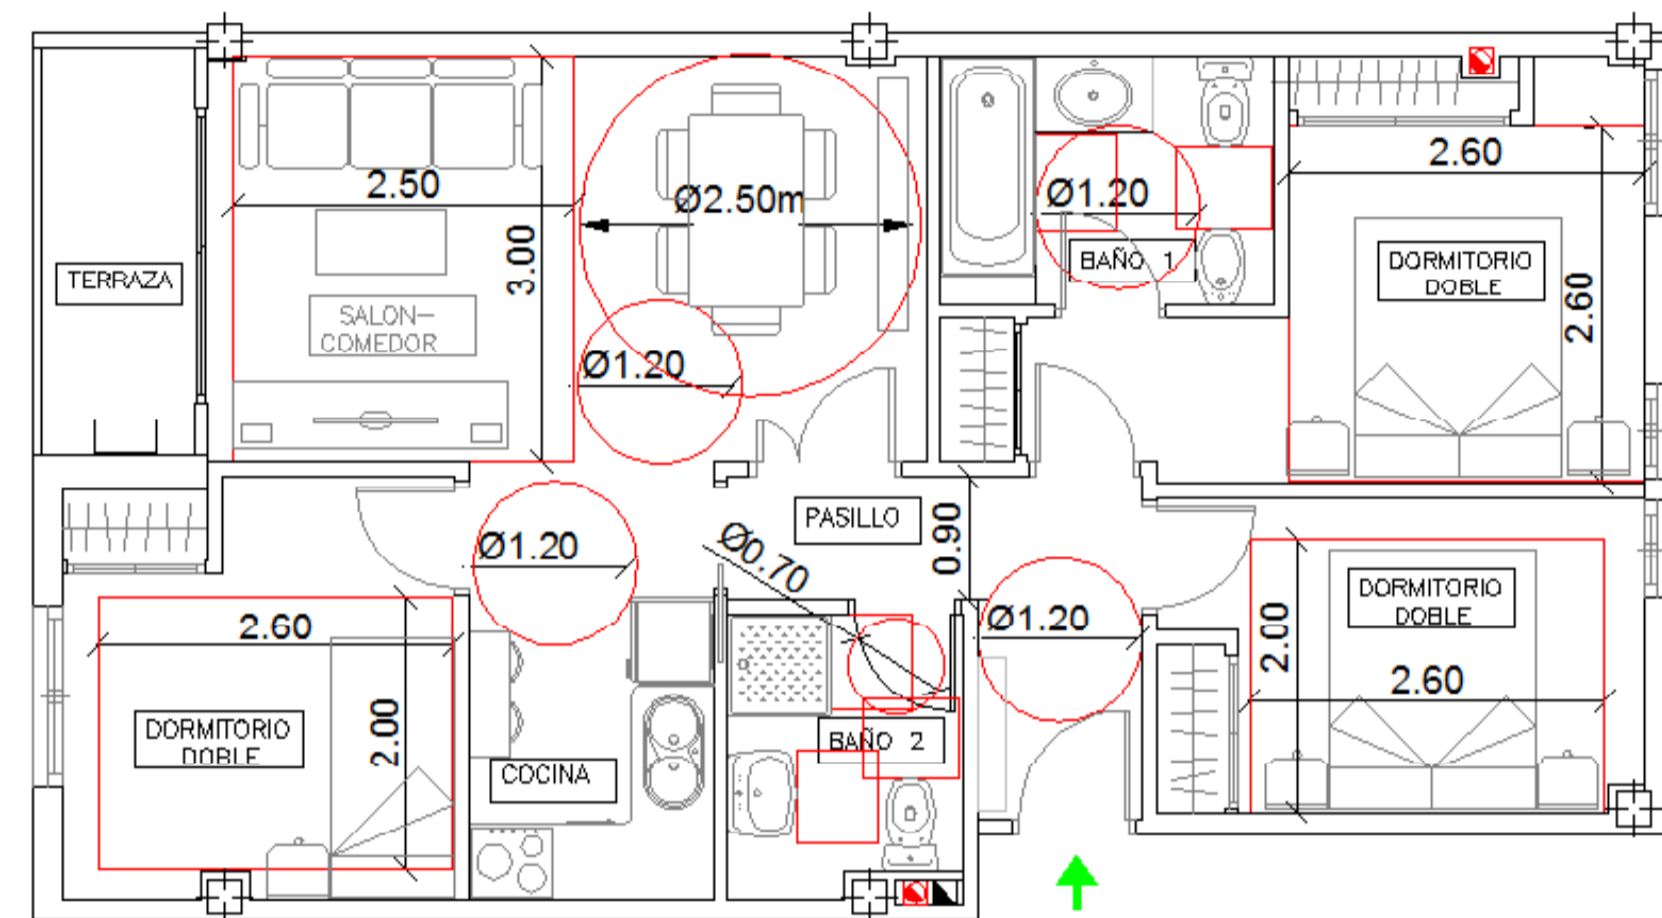 2.60
2.50
Ø2.50m
Ø1.20
BAÑO 1
DORMITORIO
DOBLE
2.60
TERRAZA
3.00
SALON-
COMEDOR
Ø1.20
PASILLO
0.90
Ø0.70
Ø1.20
2.60
2.00
DORMITORIO
DOBLE
COCINA
BAÑO 2
Ø1.20
DORMITORIO
DOBLE
2.00
2.60